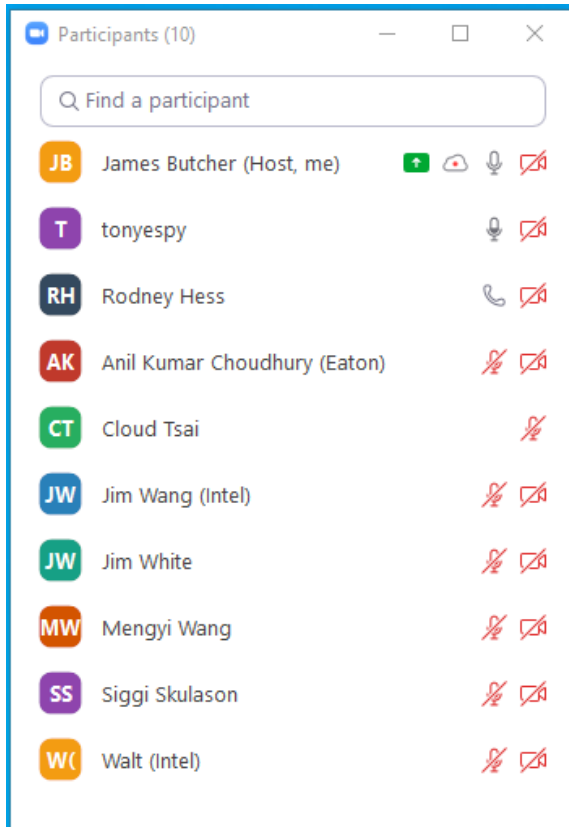 Participants (10)
Find a participant
JB James Butcher (Host, me)
T tonyespy
RH Rodney Hess
AK Anil Kumar Choudhury (Eaton)
CT Cloud Tsai
JW Jim Wang (Intel)
JW Jim White
MW Mengyi Wang
SS Siggi Skulason
W( Walt (Intel)